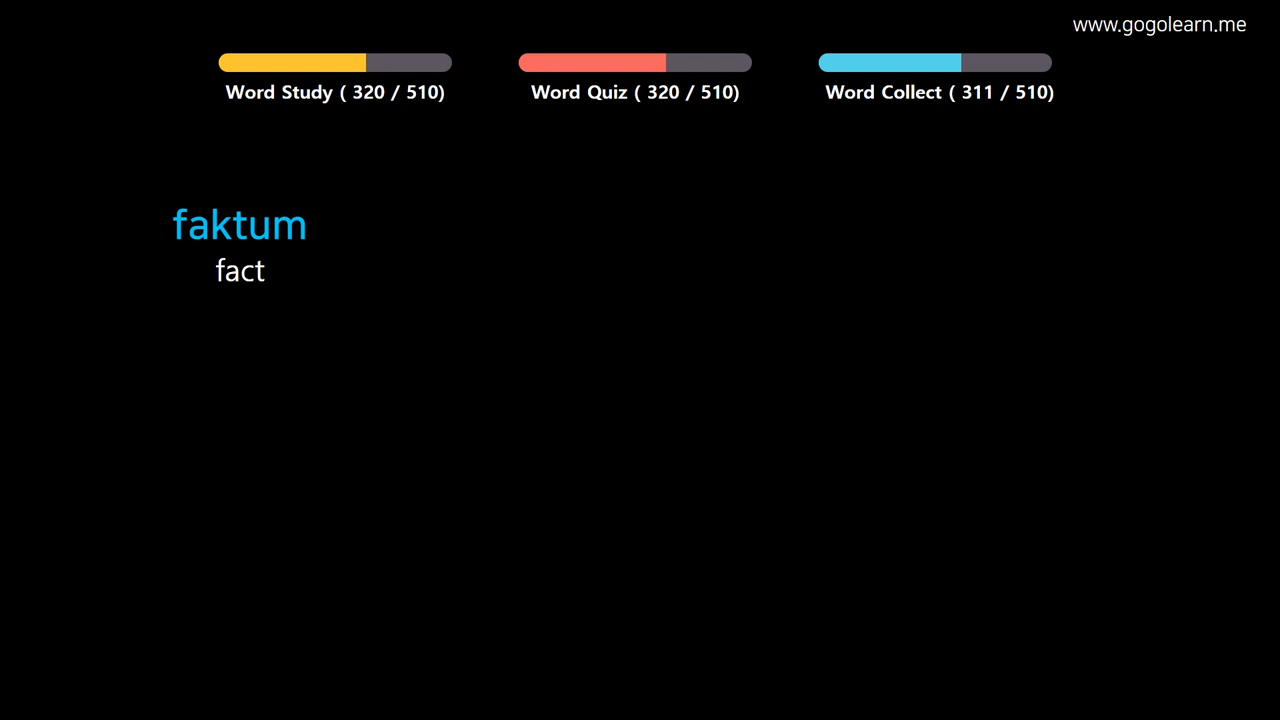 www.gogolearn.me
Word Study ( 320 / 510)
Word Quiz ( 320 / 510)
Word Collect ( 311 / 510)
faktum
fact